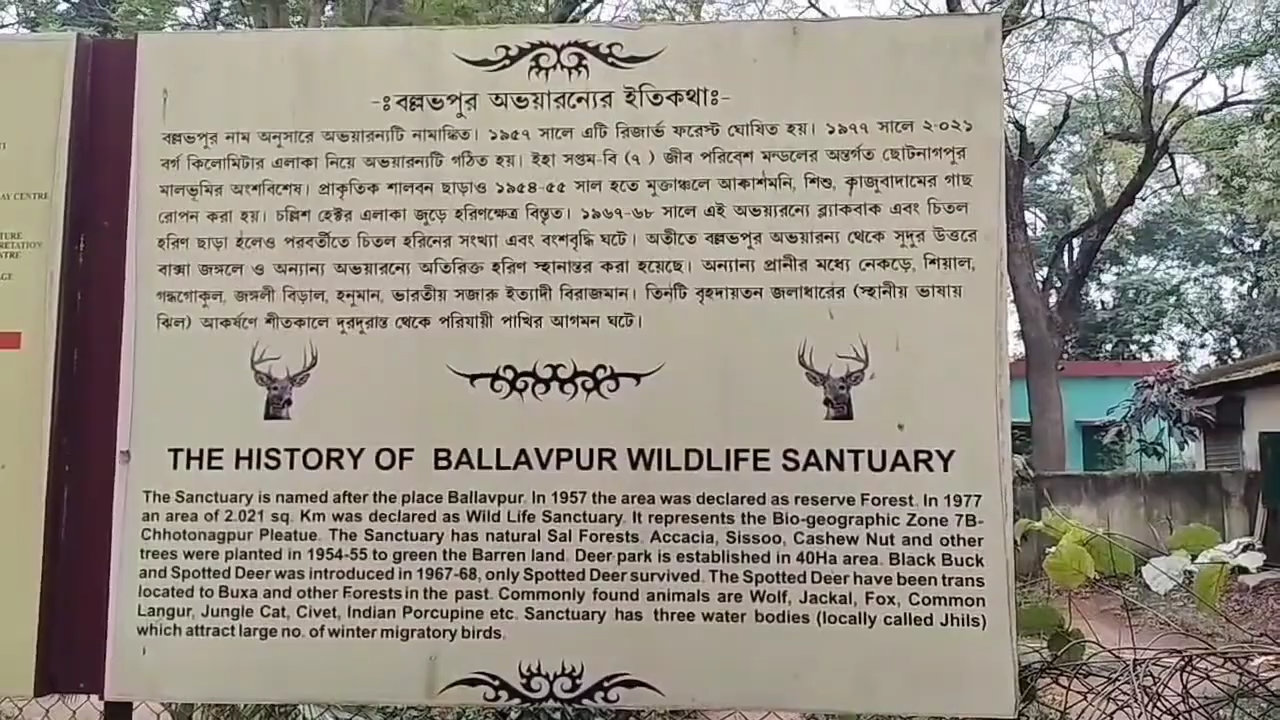 AY CENTRE
TURE
RETATION
TRE
GE
-ঃবল্লভপুর অভয়ারন্যের ইতিকথাঃ-
বল্লভপুর নাম অনুসারে অভয়ারন্যটি নামাঙ্কিত। ১৯৫৭ সালে এটি রিজার্ভ ফরেস্ট ঘোষিত হয়। ১৯৭৭ সালে ২·০২১
বর্গ কিলোমিটার এলাকা নিয়ে অভয়ারন্যটি গঠিত হয়। ইহা সপ্তম-বি (৭ ) জীব পরিবেশ মন্ডলের অন্তর্গত ছোটনাগপুর
মালভূমির অংশবিশেষ। প্রাকৃতিক শালবন ছাড়াও ১৯৫৪-৫৫ সাল হতে মুক্তাঞ্চলে আকাশমনি, শিশু, কাজুবাদামের গাছ
রোপন করা হয়। চল্লিশ হেক্টর এলাকা জুড়ে হরিণক্ষেত্র বিস্তৃত। ১৯৬৭-৬৮ সালে এই অভয়ারন্যে ব্ল্যাকবাক এবং চিতল
হরিণ ছাড়া হলেও পরবর্তীতে চিতল হরিনের সংখ্যা এবং বংশবৃদ্ধি ঘটে। অতীতে বল্লভপুর অভয়ারন্য থেকে সুদুর উত্তরে
বাক্সা জঙ্গলে ও অন্যান্য অভয়ারন্যে অতিরিক্ত হরিণ স্হানান্তর করা হয়েছে। অন্যান্য প্রানীর মধ্যে নেকড়ে, শিয়াল,
গন্ধগোকুল, জঙ্গলী বিড়াল, হনুমান, ভারতীয় সজারু ইত্যাদী বিরাজমান। তিনটি বৃহদায়তন জলাধারের (স্হানীয় ভাষায়
ঝিল) আকর্ষণে শীতকালে দুরদুরান্ত থেকে পরিযায়ী পাখির আগমন ঘটে।
THE HISTORY OF BALLAVPUR WILDLIFE SANTUARY
The Sanctuary is named after the place Ballavpur. In 1957 the area was declared as reserve Forest. In 1977
an area of 2.021 sq. Km was declared as Wild Life Sanctuary. It represents the Bio-geographic Zone 7B-
Chhotonagpur Pleatue. The Sanctuary has natural Sal Forests. Accacia, Sissoo, Cashew Nut and other
trees were planted in 1954-55 to green the Barren land. Deer park is established in 40Ha area. Black Buck
and Spotted Deer was introduced in 1967-68, only Spotted Deer survived. The Spotted Deer have been trans
located to Buxa and other Forests in the past. Commonly found animals are Wolf, Jackal, Fox, Common
Langur, Jungle Cat, Civet, Indian Porcupine etc. Sanctuary has three water bodies (locally called Jhils)
which attract large no. of winter migratory birds.